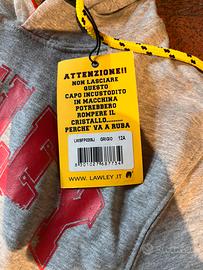 ATTENZIONE!!
NON LASCIARE
QUESTO
CAPO INCUSTODITO
IN MACCHINA
POTREBBERO
ROMPERE IL
CRISTALLO........
PERCHE' VA A RUBA
GRIGIO 12A
WWW.LAWLEY.IT